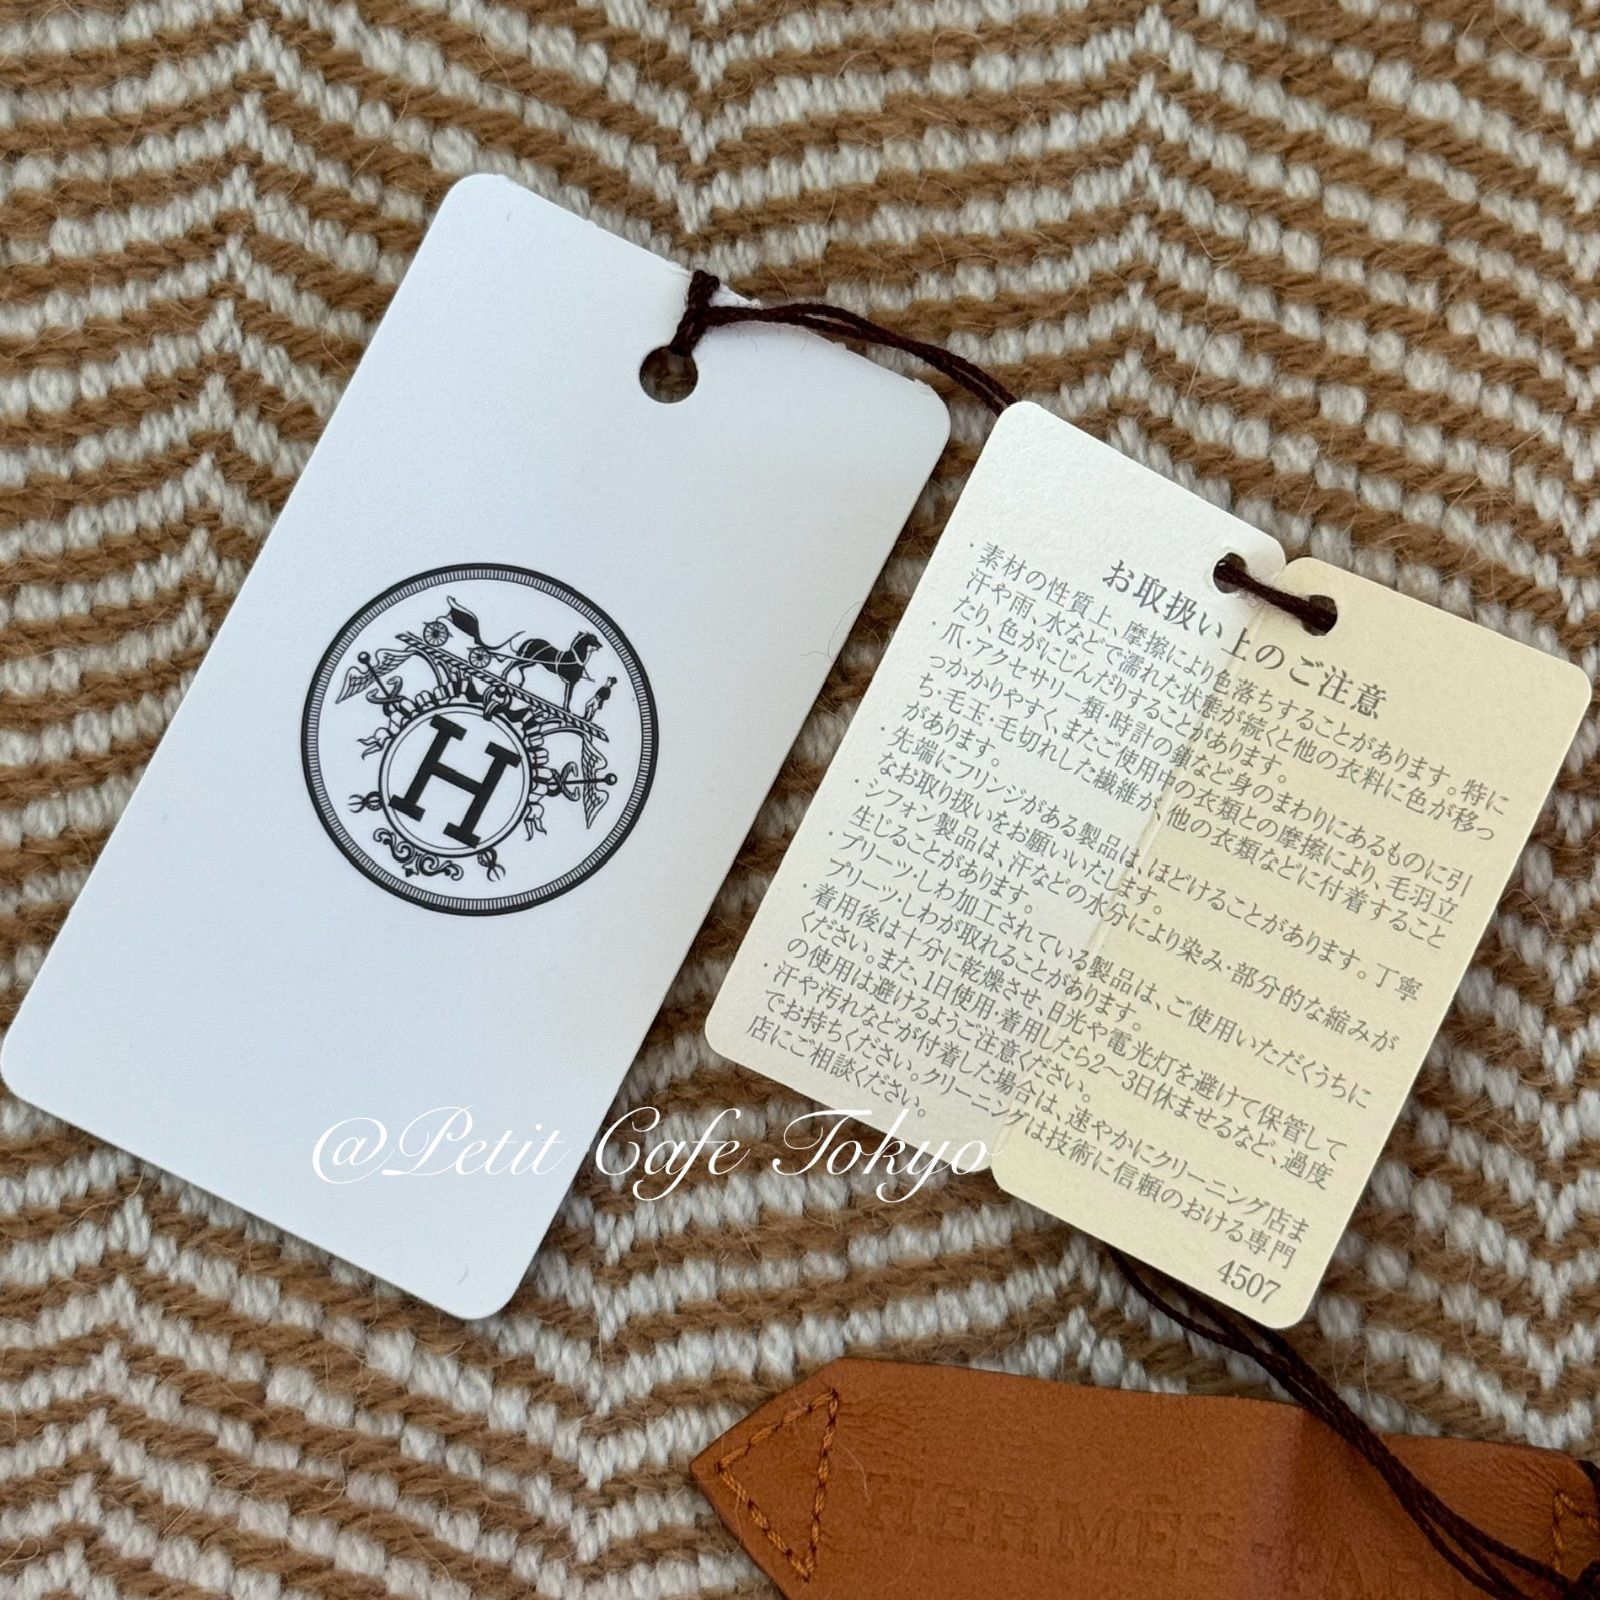 H
お取扱い上のご注意
・素材の性質上、摩擦により色落ちすることがあります。特に
汗や雨、水などで濡れた状態が続くと他の衣料に色が移っ
たり、色がにじんだりすることがあります。
・爪・アクセサリー類・時計の鎖など身のまわりにあるものに引
っかかりやすく、またご使用中の衣類との摩擦により、毛羽立
ち・毛玉・毛切れした繊維が、他の衣類などに付着すること
があります。
・先端にフリンジがある製品は、ほどけることがあります。丁寧
なお取り扱いをお願いいたします。
・シフォン製品は、汗などの水分により染み・部分的な縮みが
生じることがあります。
・プリーツ・しわ加工されている製品は、ご使用いただくうちに
プリーツ・しわが取れることがあります。
・着用後は十分に乾燥させ、日光や電光灯を避けて保管して
ください。また、1日使用・着用したら2～3日休ませるなど、過度
の使用は避けるようご注意ください。
・汗や汚れなどが付着した場合は、速やかにクリーニング店ま
でお持ちください。クリーニングは技術に信頼のおける専門
店にご相談ください。
4507
@Petit Cafe Tokyo
HERMÈS